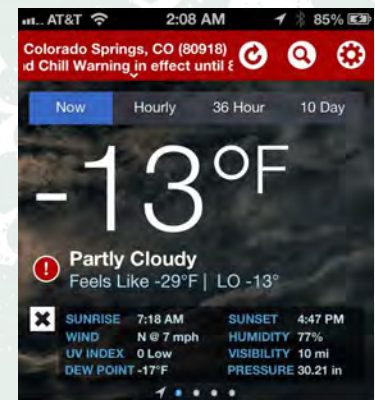 AT&T 2:08 AM 85%
Colorado Springs, CO (80918)
d Chill Warning in effect until 8
Now Hourly 36 Hour 10 Day
-13°F
Partly Cloudy
Feels Like -29°F | LO -13°
SUNRISE 7:18 AM SUNSET 4:47 PM
WIND N @ 7 mph HUMIDITY 77%
UV INDEX 0 Low VISIBILITY 10 mi
DEW POINT -17°F PRESSURE 30.21 in